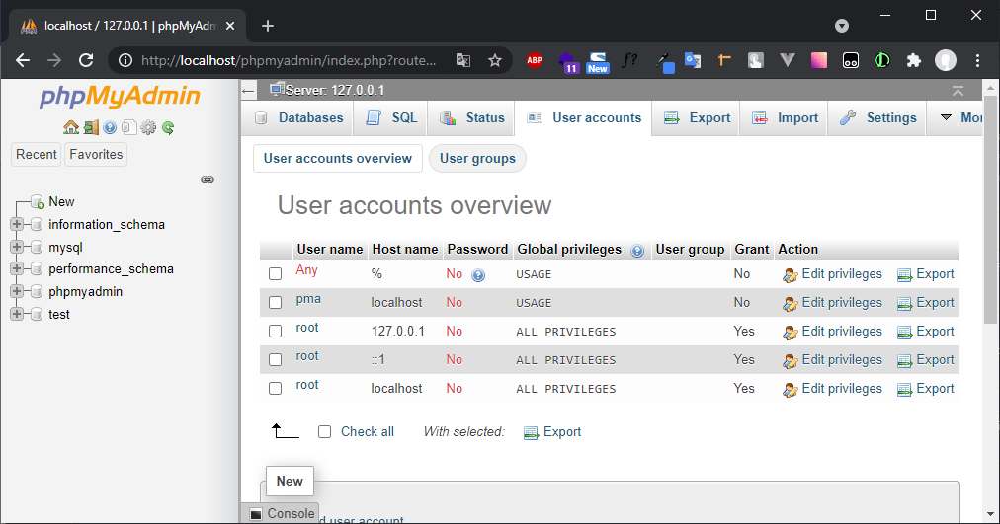 localhost / 127.0.0.1 | phpMyAdm
http://localhost/phpmyadmin/index.php?route...
ABP
11
New
f?
phpMyAdmin
Recent
Favorites
New
information_schema
mysql
performance_schema
phpmyadmin
test
Server: 127.0.0.1
Databases
SQL
Status
User accounts
Export
Import
Settings
Mor
User accounts overview
User groups
User accounts overview
User name Host name Password Global privileges User group Grant Action
Any % No USAGE No Edit privileges Export
pma localhost No USAGE No Edit privileges Export
root 127.0.0.1 No ALL PRIVILEGES Yes Edit privileges Export
root ::1 No ALL PRIVILEGES Yes Edit privileges Export
root localhost No ALL PRIVILEGES Yes Edit privileges Export
Check all With selected: Export
New
Console
d user account